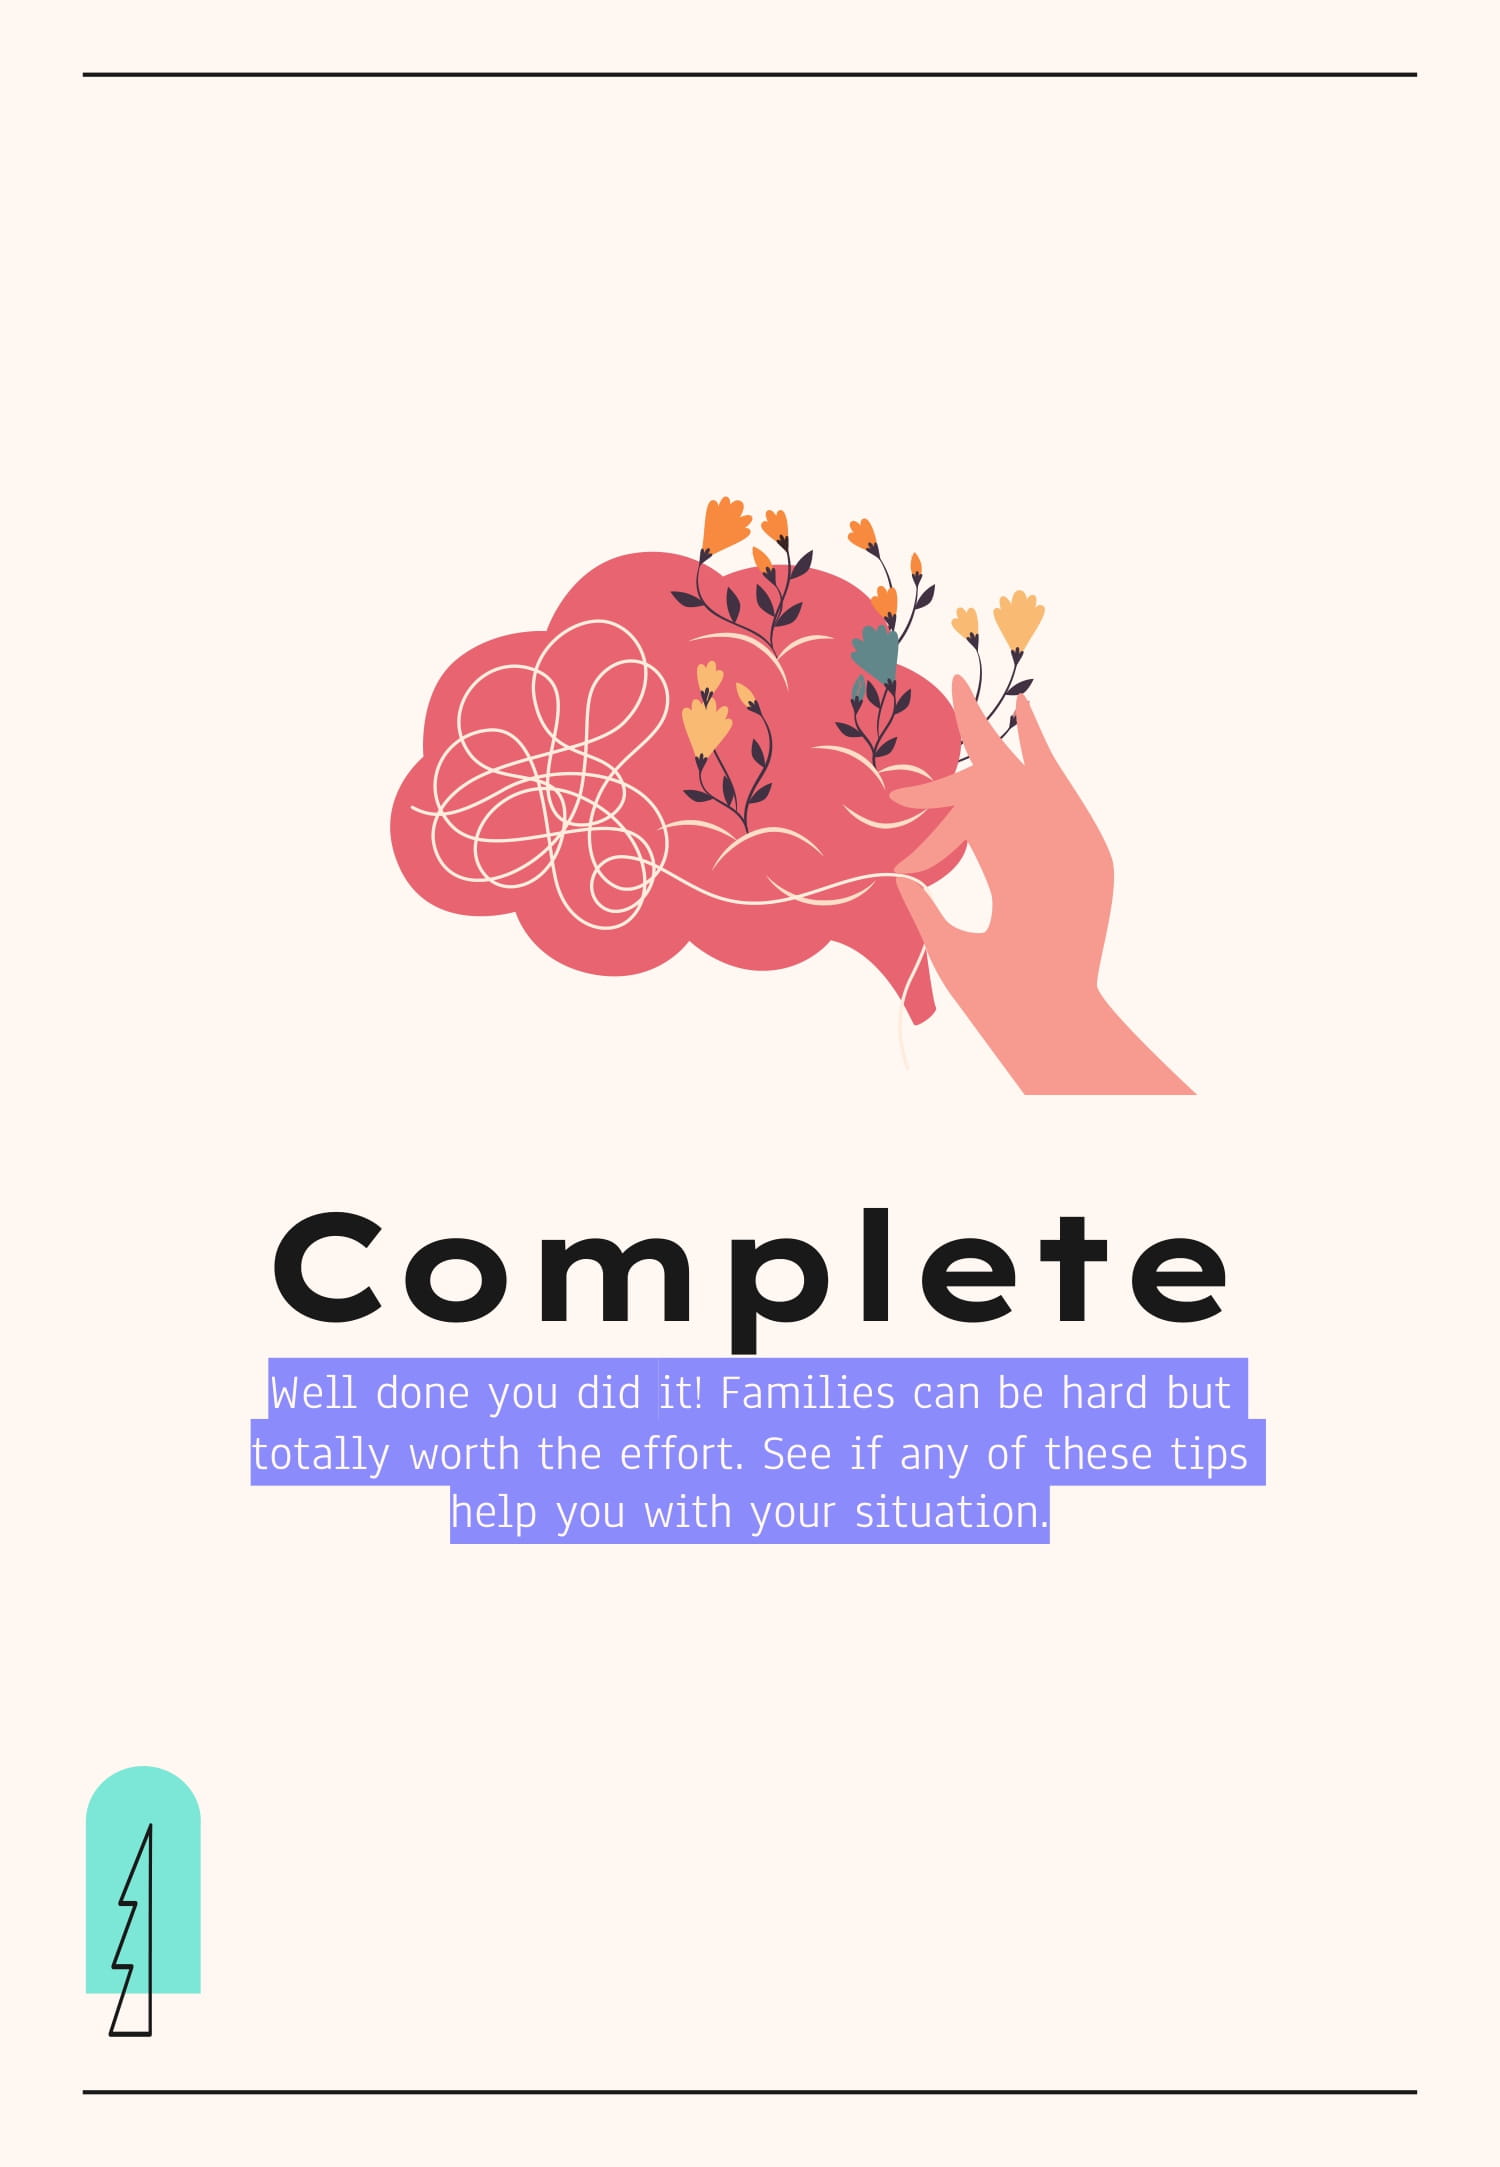 Complete
Well done you did it! Families can be hard but
totally worth the effort. See if any of these tips
help you with your situation.